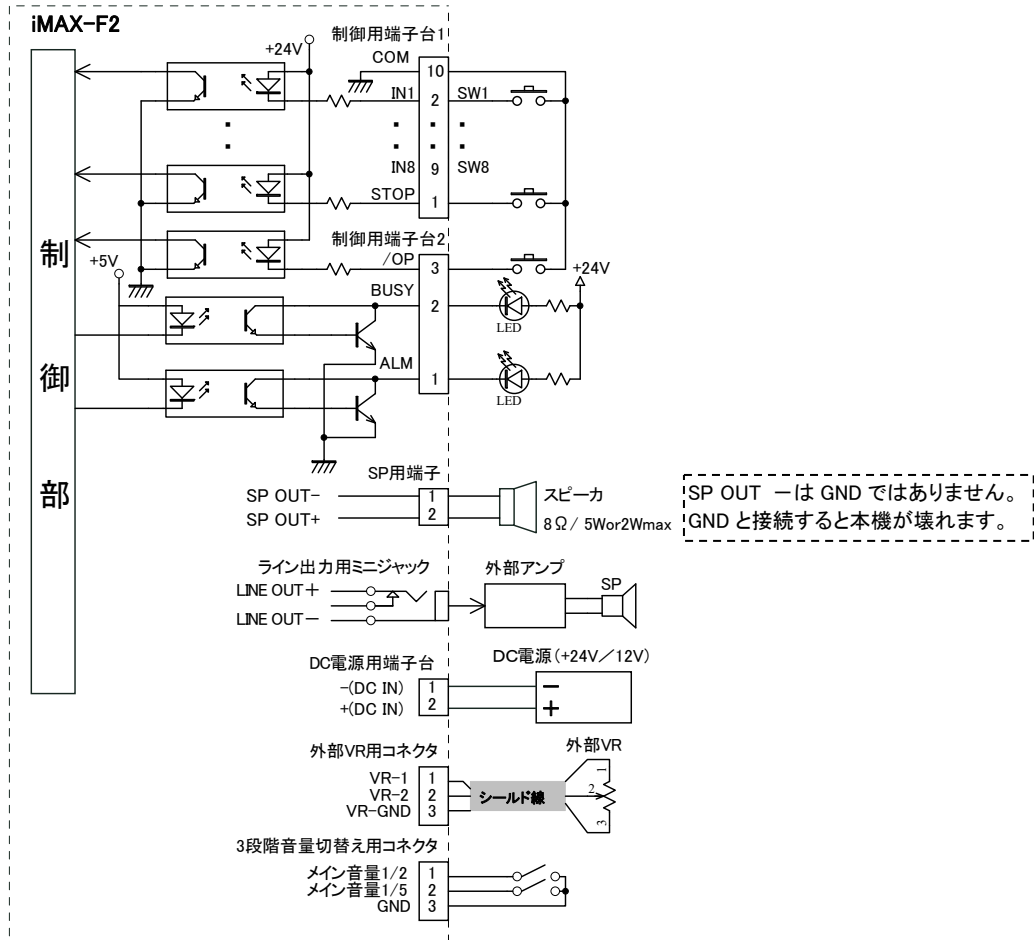 iMAX-F2
制御用端子台1
+24V
COM
10
IN1
2
SW1
IN8
9
SW8
STOP
1
制御用端子台2
/OP
3
+24V
+5V
BUSY
2
LED
ALM
1
LED
制
御
部
SP用端子
SP OUT-
1
SP OUT+
2
スピーカ
8Ω/ 5Wor2Wmax
SP OUT －は GND ではありません。
GND と接続すると本機が壊れます。
ライン出力用ミニジャック
LINE OUT＋
LINE OUT－
外部アンプ
SP
DC電源用端子台
-(DC IN)
1
+(DC IN)
2
DC電源(+24V／12V)
－
＋
外部VR用コネクタ
VR-1
1
VR-2
2
VR-GND
3
シールド線
外部VR
1
2
3
3段階音量切替え用コネクタ
メイン音量1/2
1
メイン音量1/5
2
GND
3